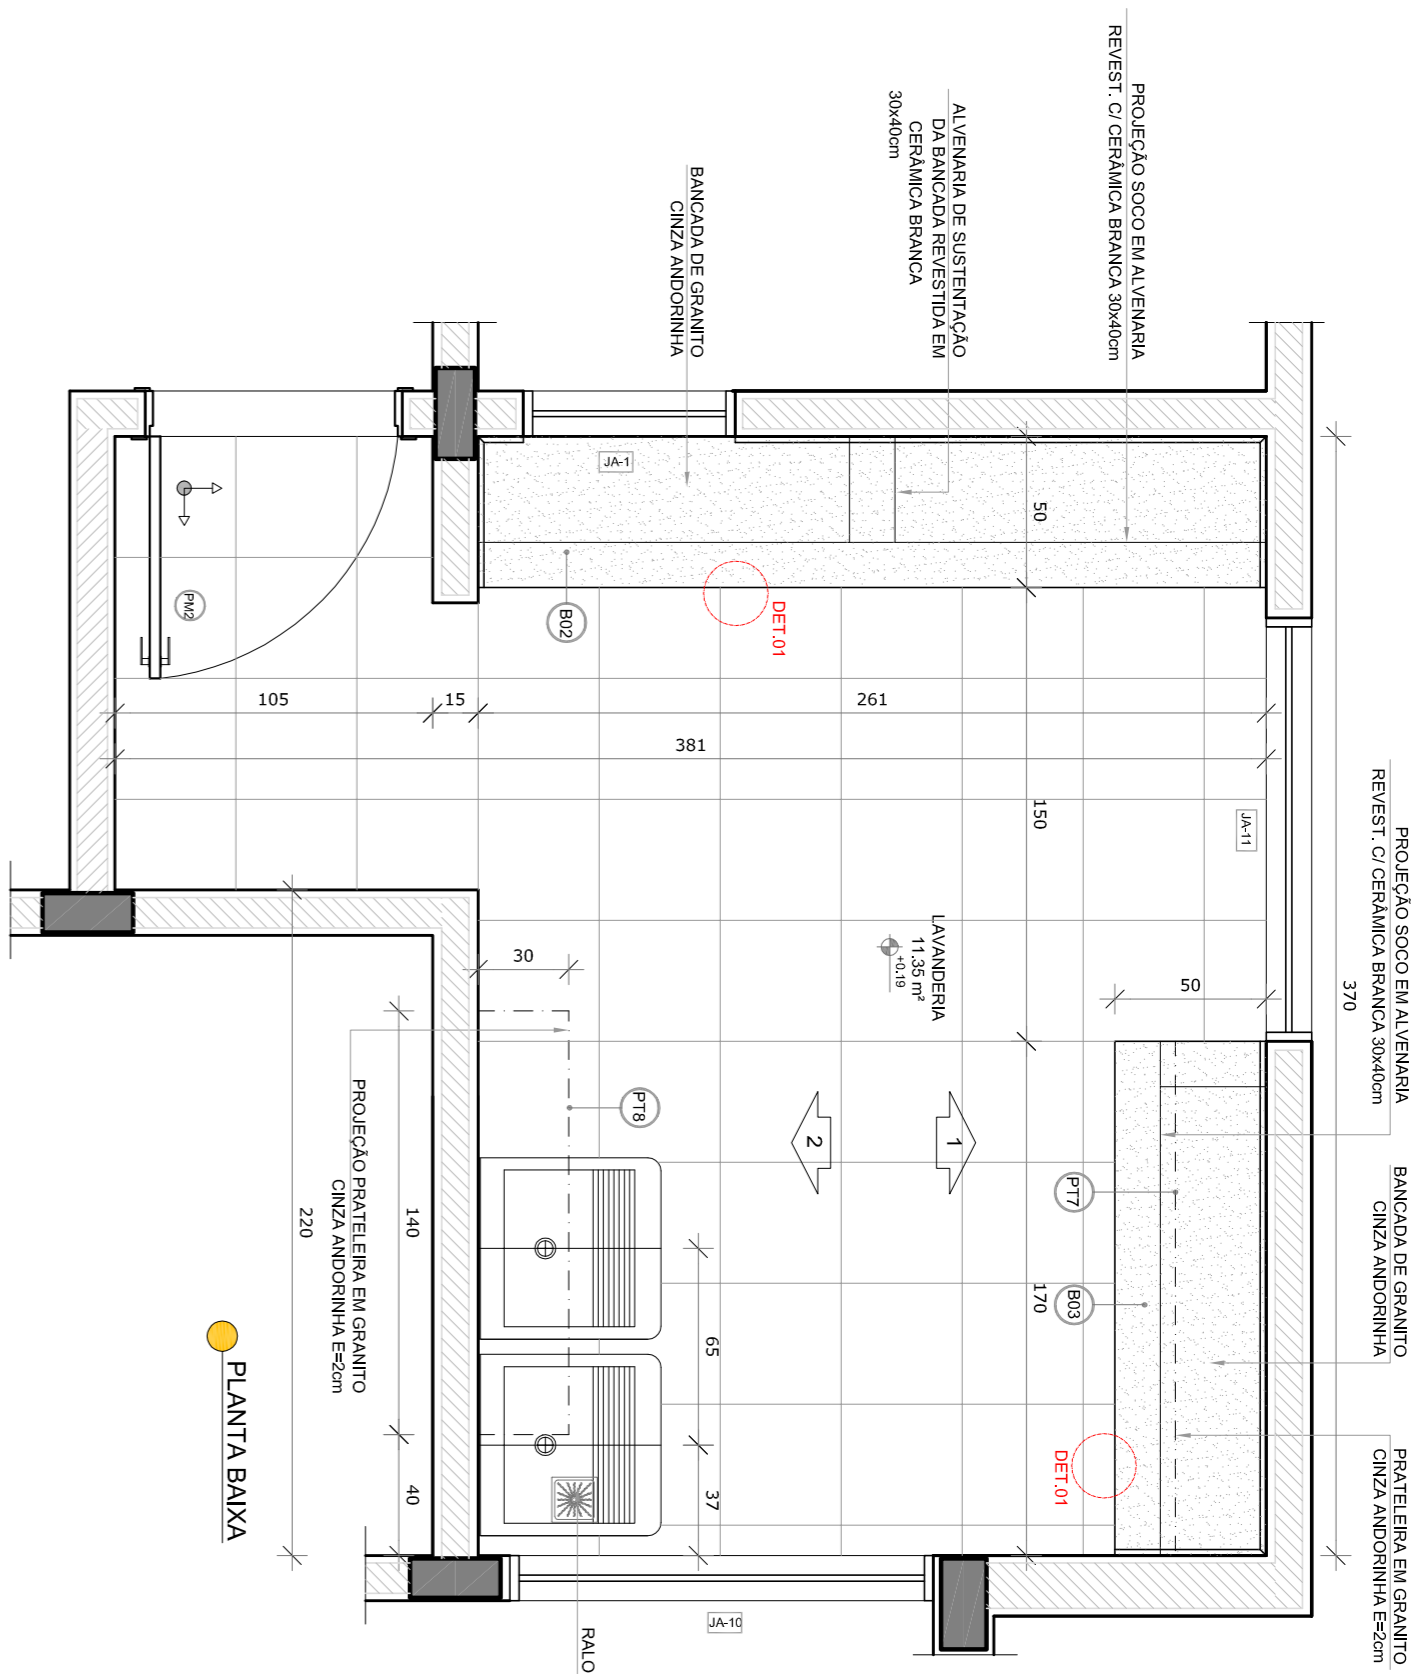 PROJEÇÃO SOCO EM ALVENARIA
REVEST. C/ CERÂMICA BRANCA 30x40cm
ALVENARIA DE SUSTENTAÇÃO
DA BANCADA REVESTIDA EM
CERÂMICA BRANCA
30x40cm
BANCADA DE GRANITO
CINZA ANDORINHA
PROJEÇÃO SOCO EM ALVENARIA
REVEST. C/ CERÂMICA BRANCA 30x40cm
BANCADA DE GRANITO
CINZA ANDORINHA
PRATELEIRA EM GRANITO
CINZA ANDORINHA E=2cm
370
JA-1
50
B02
DET.01
PM2
105
15
261
381
150
JA-11
LAVANDERIA
11.35 m²
+0.19
30
50
PT8
1
2
PT7
B03
170
DET.01
140
40
220
65
37
PROJEÇÃO PRATELEIRA EM GRANITO
CINZA ANDORINHA E=2cm
JA-10
RALO
PLANTA BAIXA